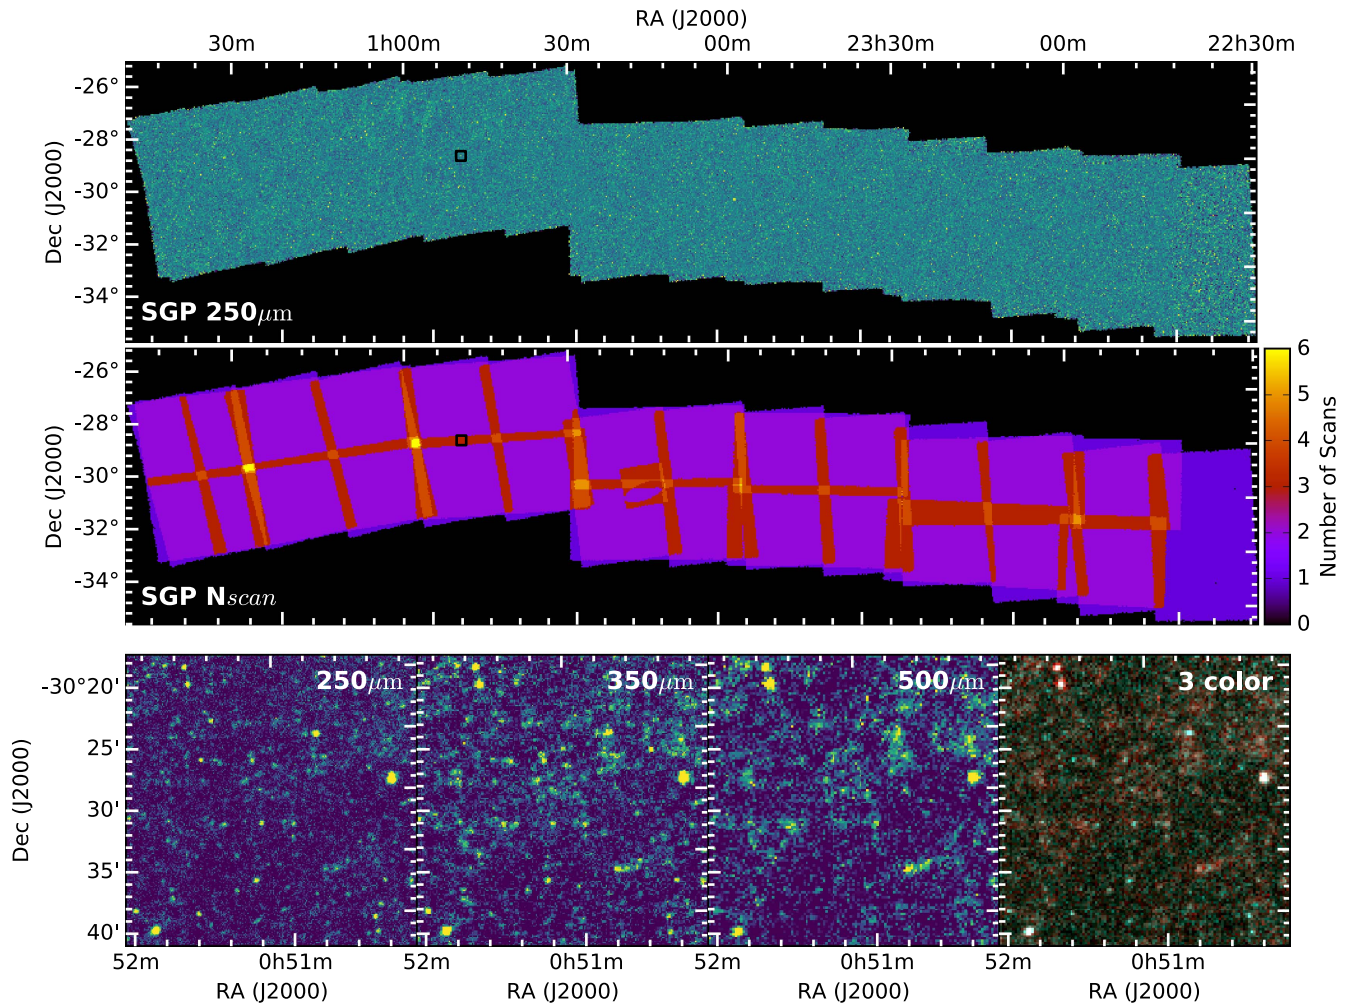 RA (J2000)
30m 1h00m 30m 00m 23h30m 00m 22h30m
-26°
-28°
-30°
-32°
-34°
Dec (J2000)
SGP 250μm
-26°
-28°
-30°
-32°
-34°
Dec (J2000)
SGP Nscan
6
5
4
3
2
1
0
Number of Scans
250μm 350μm 500μm 3 color
-30°20'
25'
30'
35'
40'
Dec (J2000)
52m 0h51m 52m 0h51m 52m 0h51m 52m 0h51m
RA (J2000) RA (J2000) RA (J2000) RA (J2000)